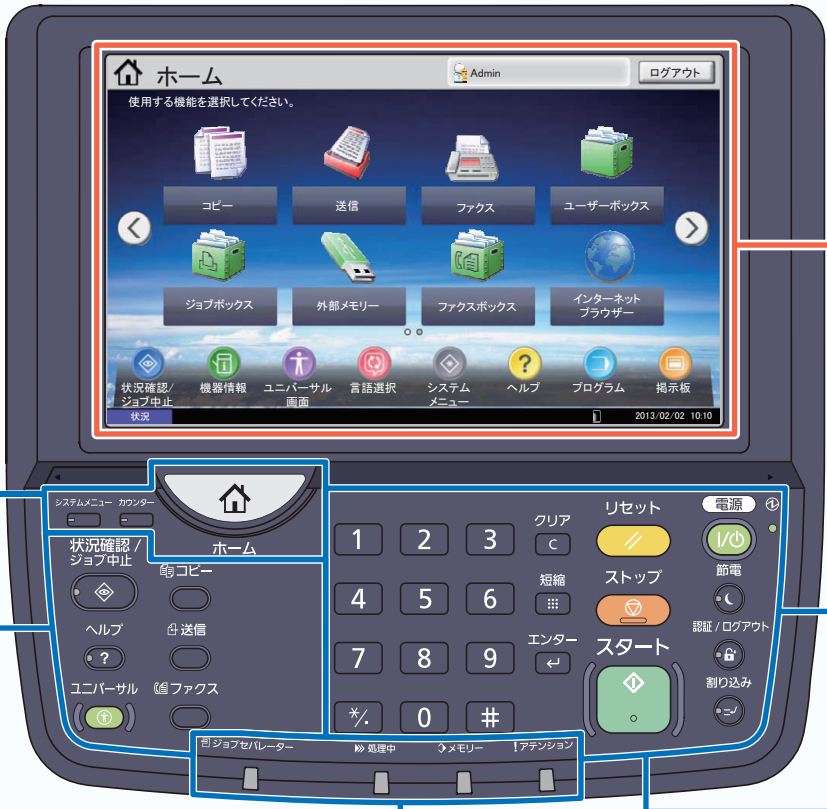 ホーム
Admin
ログアウト
使用する機能を選択してください。
コピー
送信
ファクス
ユーザーボックス
ジョブボックス
外部メモリー
ファクスボックス
インターネット
ブラウザー
状況確認/
ジョブ中止
機器情報
ユニバーサル
画面
言語選択
システム
メニュー
ヘルプ
プログラム
掲示板
状況
2013/02/02 10:10
システムメニュー
カウンター
ホーム
状況確認 /
ジョブ中止
コピー
ヘルプ
送信
ユニバーサル
ファクス
1
2
3
4
5
6
7
8
9
*/.
0
#
クリア
C
短縮
エンター
リセット
ストップ
スタート
電源
節電
認証 / ログアウト
割り込み
ジョブセパレーター
処理中
メモリー
アテンション